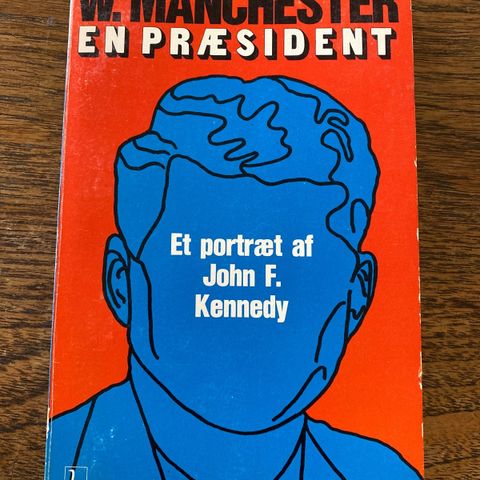 W. MANCHESTER
EN PRÆSIDENT
Et portræt af
John F.
Kennedy